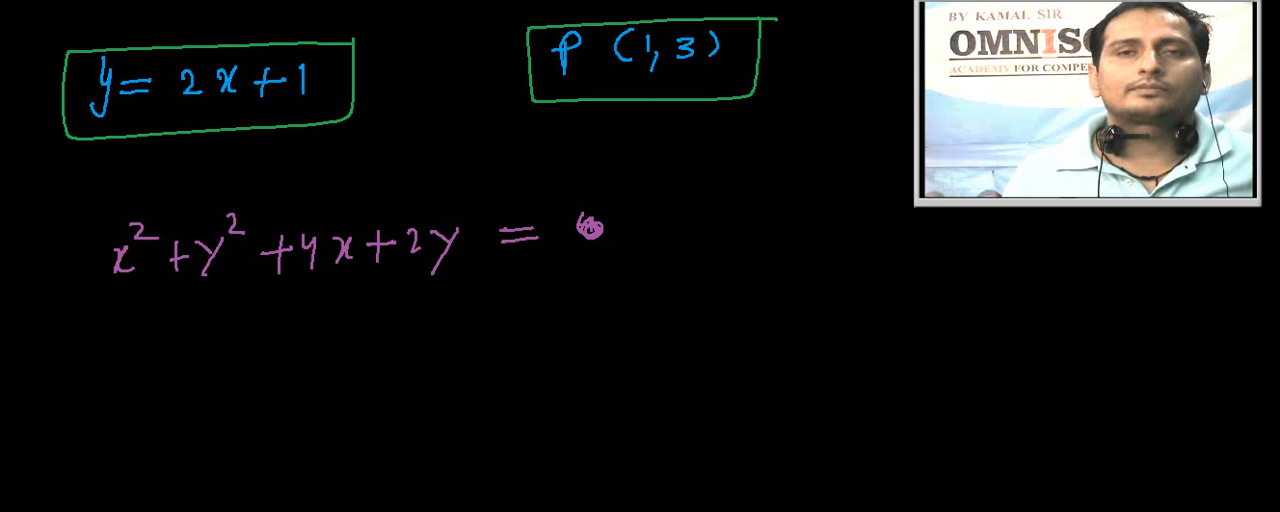 y = 2x + 1
P (1, 3)
BY KAMAL SIR
OMNIS
ACADEMY FOR COMPE
x² + y² + 4x + 2y =